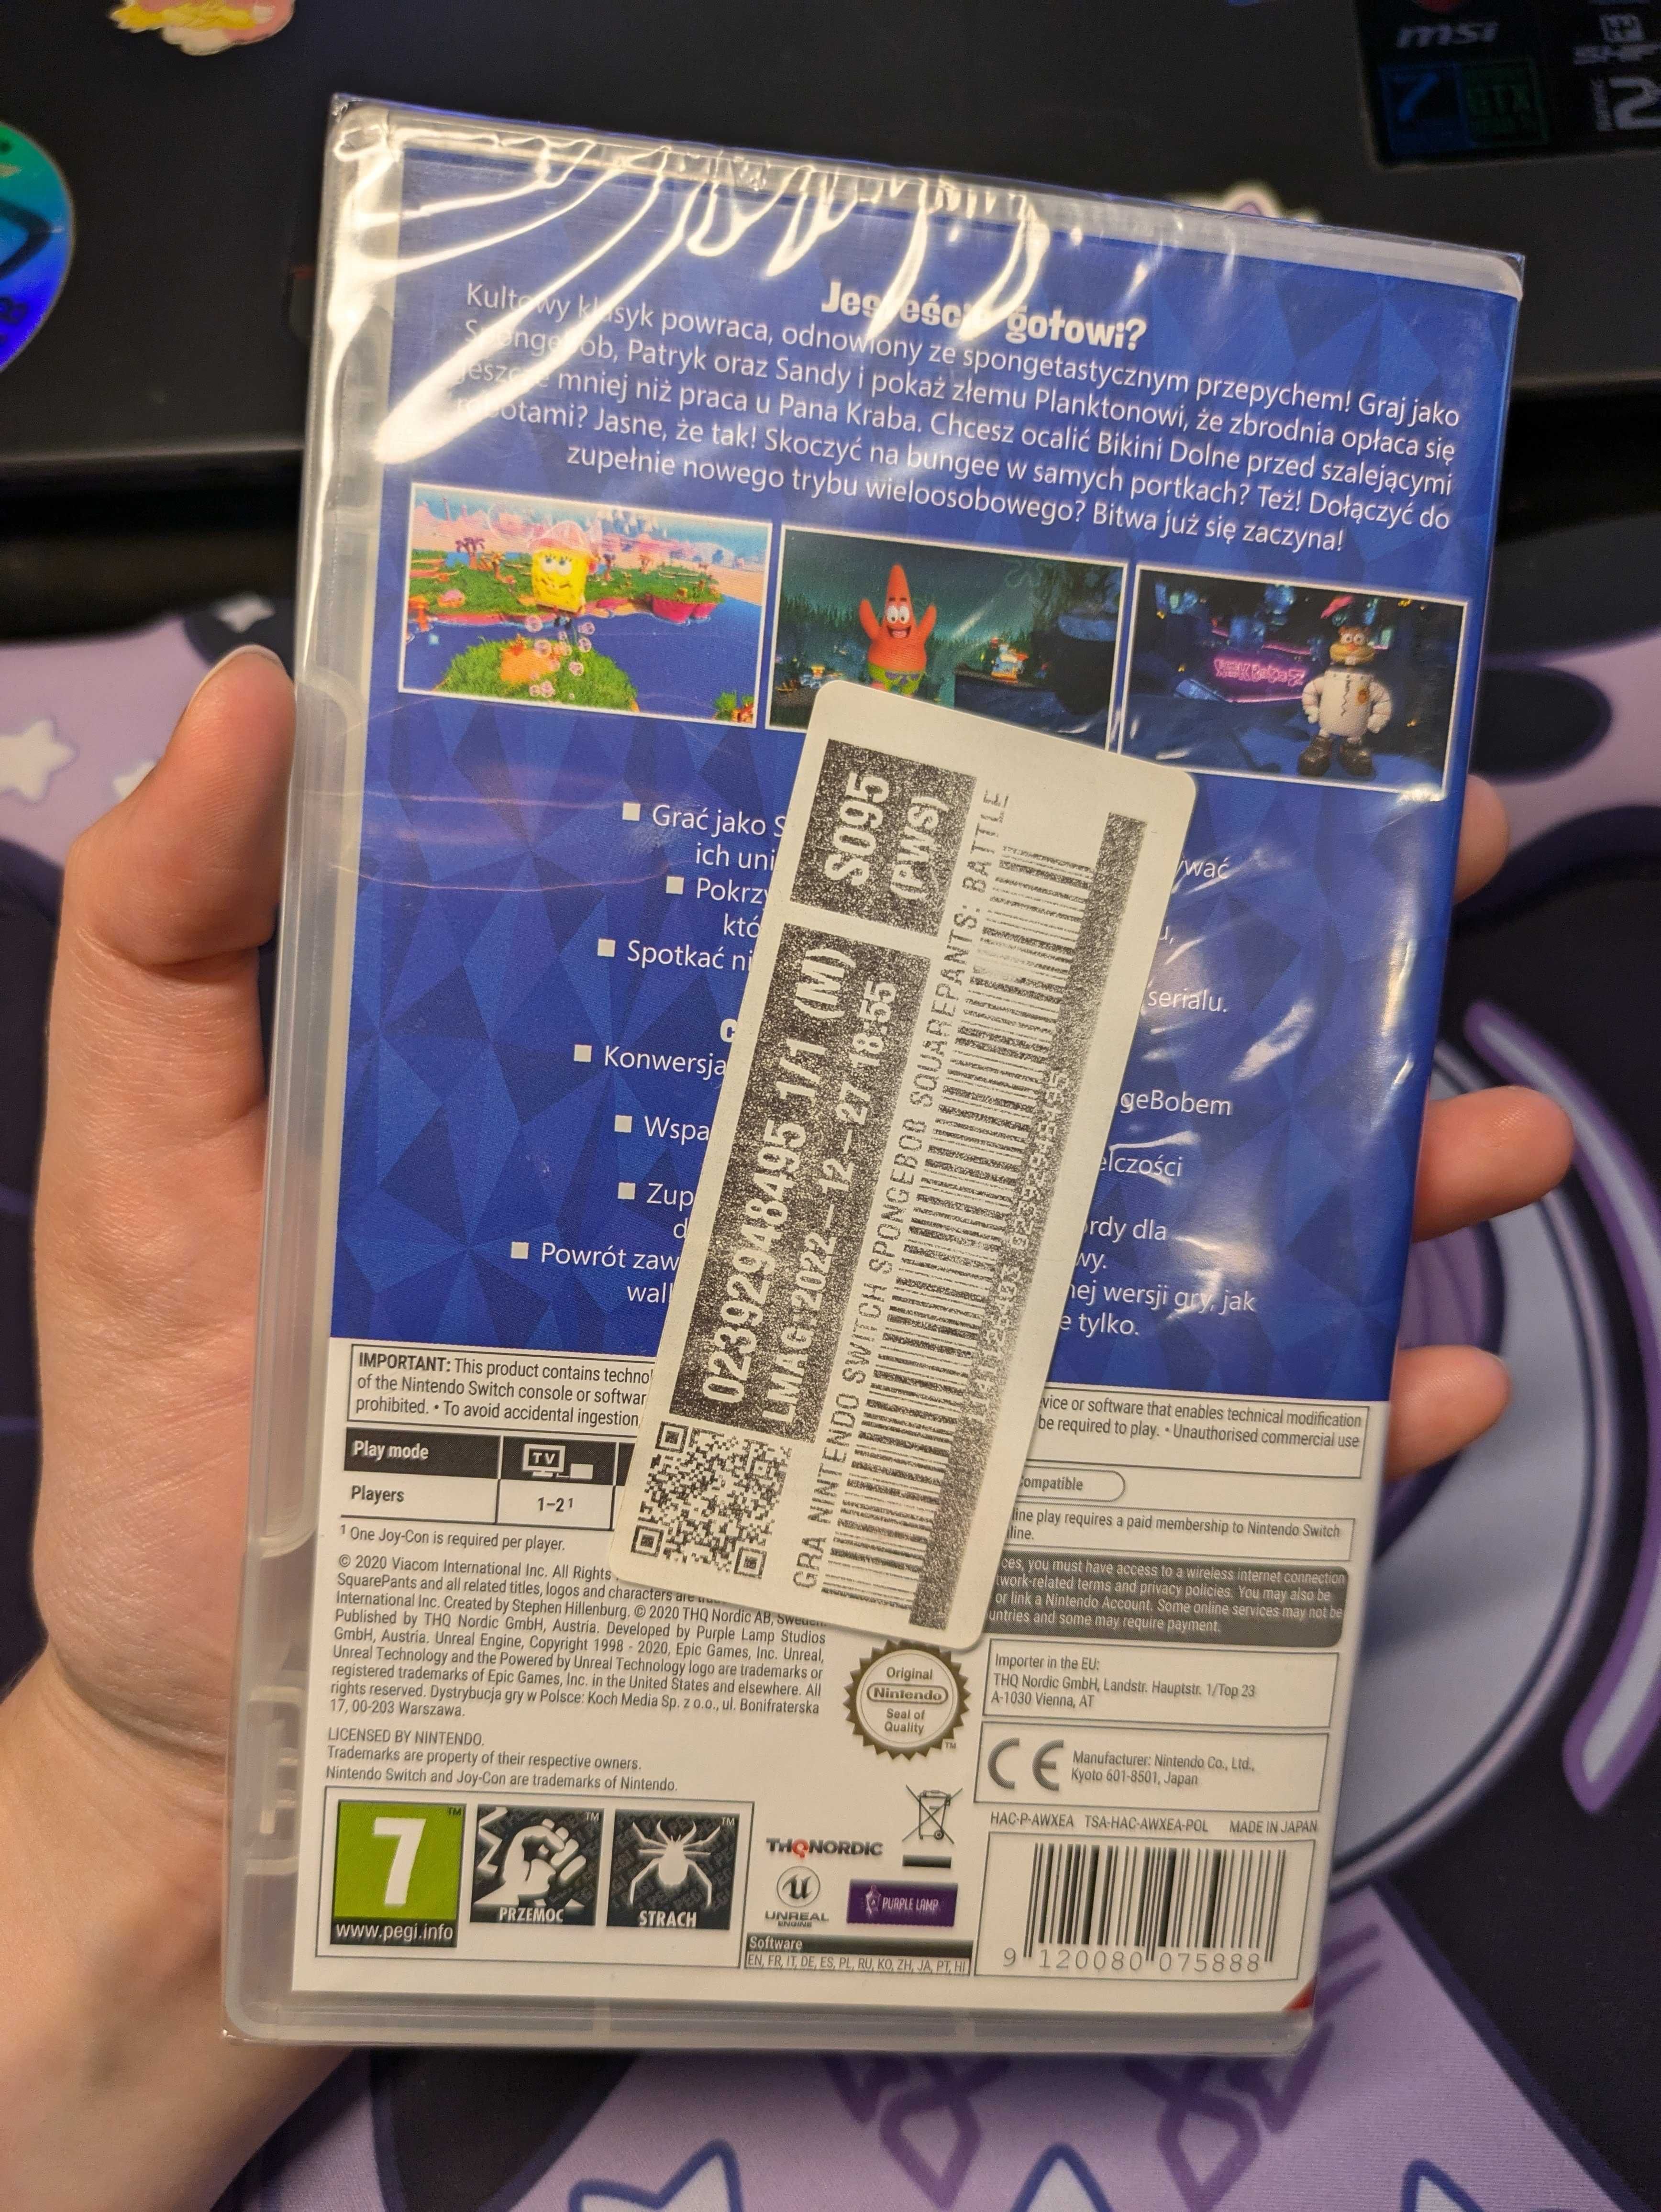 msi
Jesteście gotowi?
Kultowy klasyk powraca, odnowiony ze spongetastycznym przepychem! Graj jako
SpongeBob, Patryk oraz Sandy i pokaż złemu Planktonowi, że zbrodnia opłaca się
jeszcze mniej niż praca u Pana Kraba. Chcesz ocalić Bikini Dolne przed szalejącymi
robotami? Jasne, że tak! Skoczyć na bungee w samych portkach? Też! Dołączyć do
zupełnie nowego trybu wieloosobowego? Bitwa już się zaczyna!
Grać jako S
ich uni
Pokrzy
któ
Spotkać ni
serialu.
Konwersja
geBobem
Wspa
elczości
Zup
rdy dla
d
wy.
Powrót zaw
nej wersji gry, jak
wal
e tylko.
S095
(PWS)
02392948495 1/1 (M)
LMAG 2022-12-27 18:55
GRA NINTENDO SWITCH SPONGEBOB SQUAREPANTS: BATTLE
IMPORTANT: This product contains techno
of the Nintendo Switch console or softwar
prohibited. • To avoid accidental ingestion
vice or software that enables technical modification
be required to play. • Unauthorised commercial use
Play mode
TV
Players
1-2¹
¹ One Joy-Con is required per player.
ompatible
line play requires a paid membership to Nintendo Switch
line.
ces, you must have access to a wireless internet connection
twork-related terms and privacy policies. You may also be
or link a Nintendo Account. Some online services may not be
untries and some may require payment.
© 2020 Viacom International Inc. All Rights
SquarePants and all related titles, logos and characters are
International Inc. Created by Stephen Hillenburg. © 2020 THQ Nordic AB, Sweden.
Published by THQ Nordic GmbH, Austria. Developed by Purple Lamp Studios
GmbH, Austria. Unreal Engine, Copyright 1998 - 2020, Epic Games, Inc. Unreal,
Unreal Technology and the Powered by Unreal Technology logo are trademarks or
registered trademarks of Epic Games, Inc. in the United States and elsewhere. All
rights reserved. Dystrybucja gry w Polsce: Koch Media Sp. z o.o., ul. Bonifraterska
17, 00-203 Warszawa.
LICENSED BY NINTENDO.
Trademarks are property of their respective owners.
Nintendo Switch and Joy-Con are trademarks of Nintendo.
Original
Nintendo
Seal of
Quality
TM
Importer in the EU:
THQ Nordic GmbH, Landstr. Hauptstr. 1/Top 23
A-1030 Vienna, AT
CE
Manufacturer: Nintendo Co., Ltd.,
Kyoto 601-8501, Japan
HAC-P-AWXEA TSA-HAC-AWXEA-POL MADE IN JAPAN
9 120080 075888
7
www.pegi.info
PRZEMOC
STRACH
THQ NORDIC
UNREAL
ENGINE
PURPLE LAMP
Software
EN, FR, IT, DE, ES, PL, RU, KO, ZH, JA, PT, HI